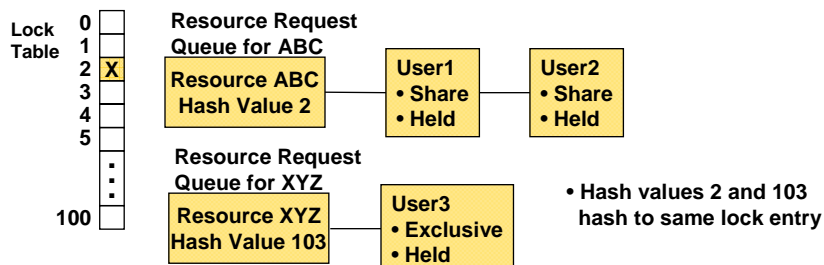 Lock
Table
0
1
2 X
3
4
5
100
Resource Request
Queue for ABC
Resource ABC
Hash Value 2
User1
• Share
• Held
User2
• Share
• Held
Resource Request
Queue for XYZ
Resource XYZ
Hash Value 103
User3
• Exclusive
• Held
• Hash values 2 and 103
hash to same lock entry